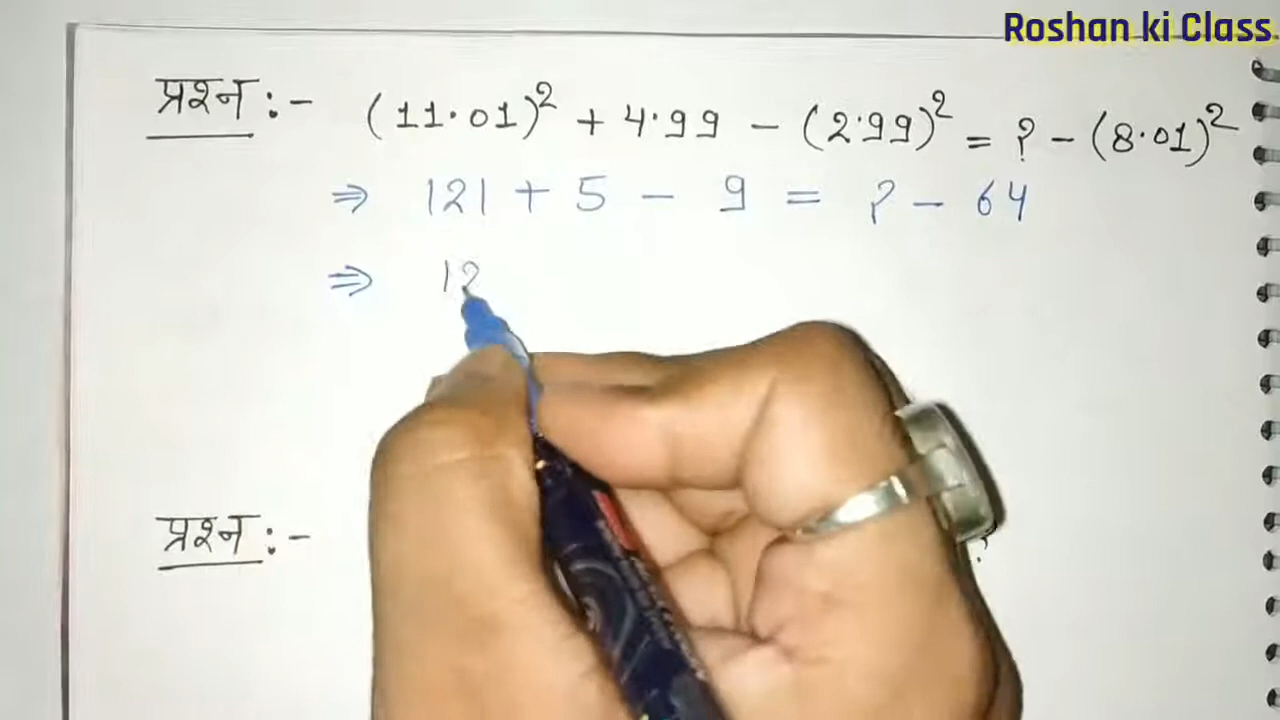 Roshan ki Class
प्रश्न :- (11.01)² + 4.99 - (2.99)² = ? - (8.01)²
⇒ 121 + 5 - 9 = ? - 64
⇒ 12
प्रश्न :- ?